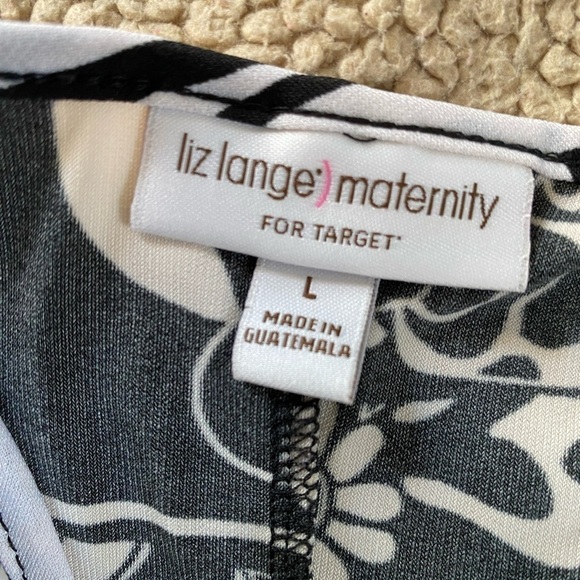 liz lange:) maternity
FOR TARGET
L
MADE IN
GUATEMALA